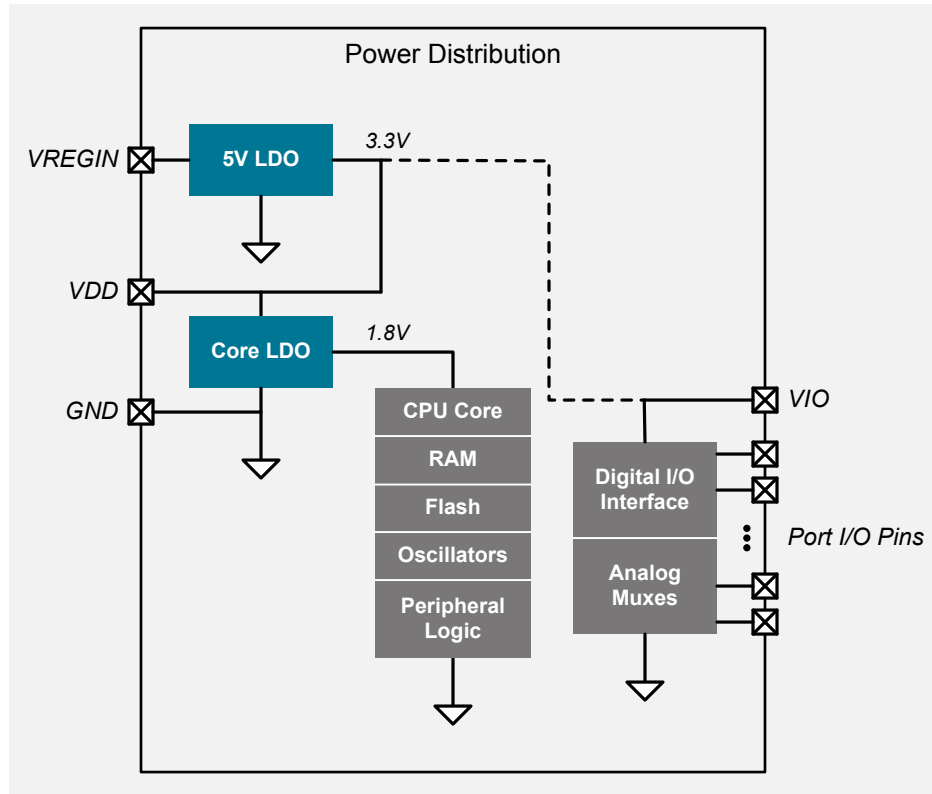 Power Distribution
VREGIN
5V LDO
3.3V
VDD
Core LDO
1.8V
GND
CPU Core
RAM
Flash
Oscillators
Peripheral
Logic
VIO
Digital I/O
Interface
Analog
Muxes
Port I/O Pins